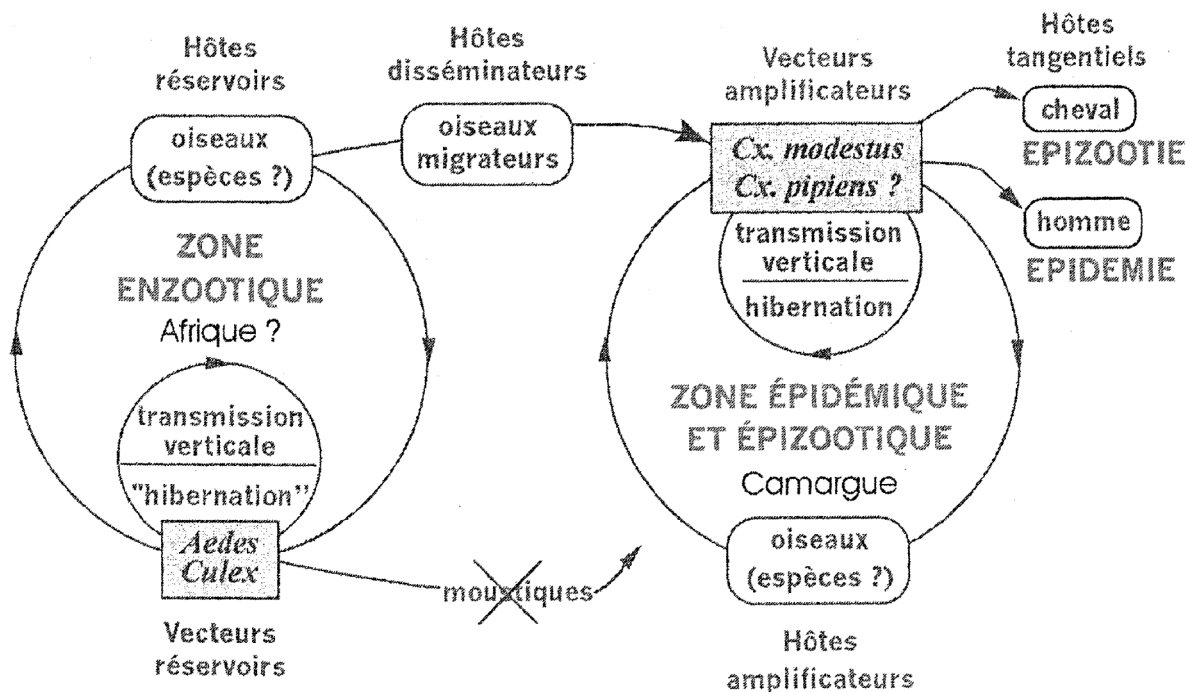 Hôtes
réservoirs
oiseaux
(espèces ?)
ZONE
ENZOOTIQUE
Afrique ?
transmission
verticale
"hibernation"
Aedes
Culex
Vecteurs
réservoirs
Hôtes
disséminateurs
oiseaux
migrateurs
moustiques
Vecteurs
amplificateurs
Cx. modestus
Cx. pipiens ?
transmission
verticale
hibernation
ZONE ÉPIDÉMIQUE
ET ÉPIZOOTIQUE
Camargue
oiseaux
(espèces ?)
Hôtes
amplificateurs
Hôtes
tangentiels
cheval
EPIZOOTIE
homme
EPIDEMIE